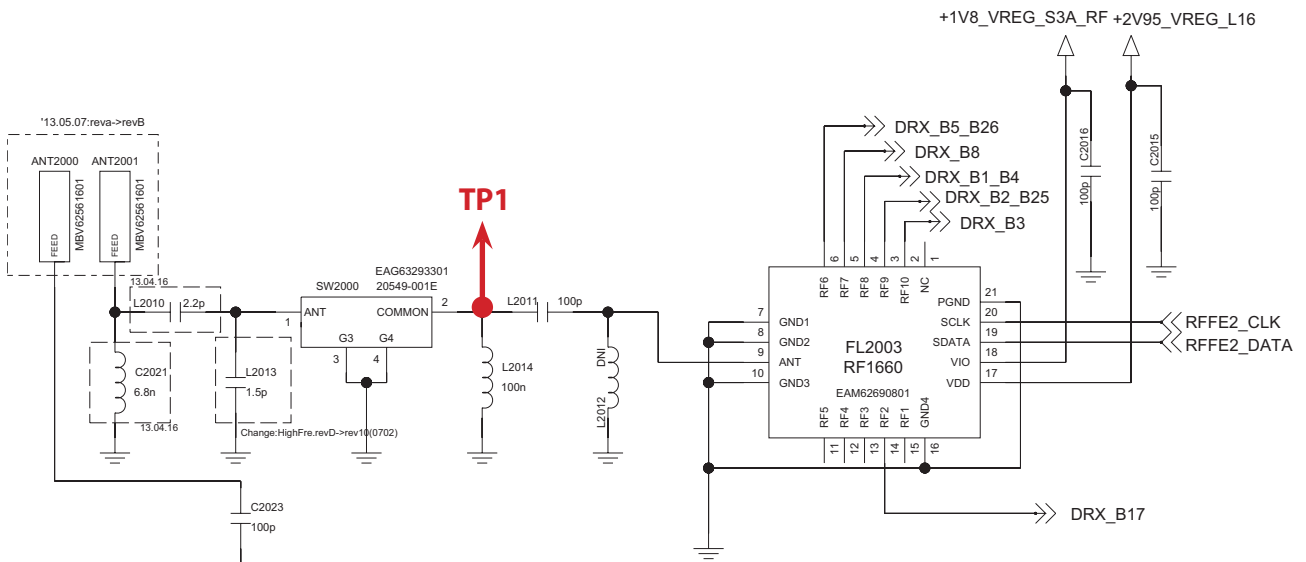 +1V8_VREG_S3A_RF +2V95_VREG_L16
'13.05.07:reva->revB
ANT2000 ANT2001
FEED
MBV62561601
FEED
MBV62561601
13.04.16
L2010 2.2p
C2021
6.8n
13.04.16
L2013
1.5p
Change:HighFre.revD->rev10(0702)
C2023
100p
EAG63293301
SW2000 20549-001E
1 ANT COMMON 2
G3 G4
3 4
TP1
L2011 100p
L2014
100n
DNI
L2012
DRX_B5_B26
DRX_B8
DRX_B1_B4
DRX_B2_B25
DRX_B3
C2016
100p
C2015
100p
6 5 4 3 2 1
RF6 RF7 RF8 RF9 RF10 NC
7 GND1
8 GND2
9 ANT
10 GND3
FL2003
RF1660
EAM62690801
PGND 21
SCLK 20
SDATA 19
VIO 18
VDD 17
RF5 RF4 RF3 RF2 RF1 GND4
11 12 13 14 15 16
RFFE2_CLK
RFFE2_DATA
DRX_B17